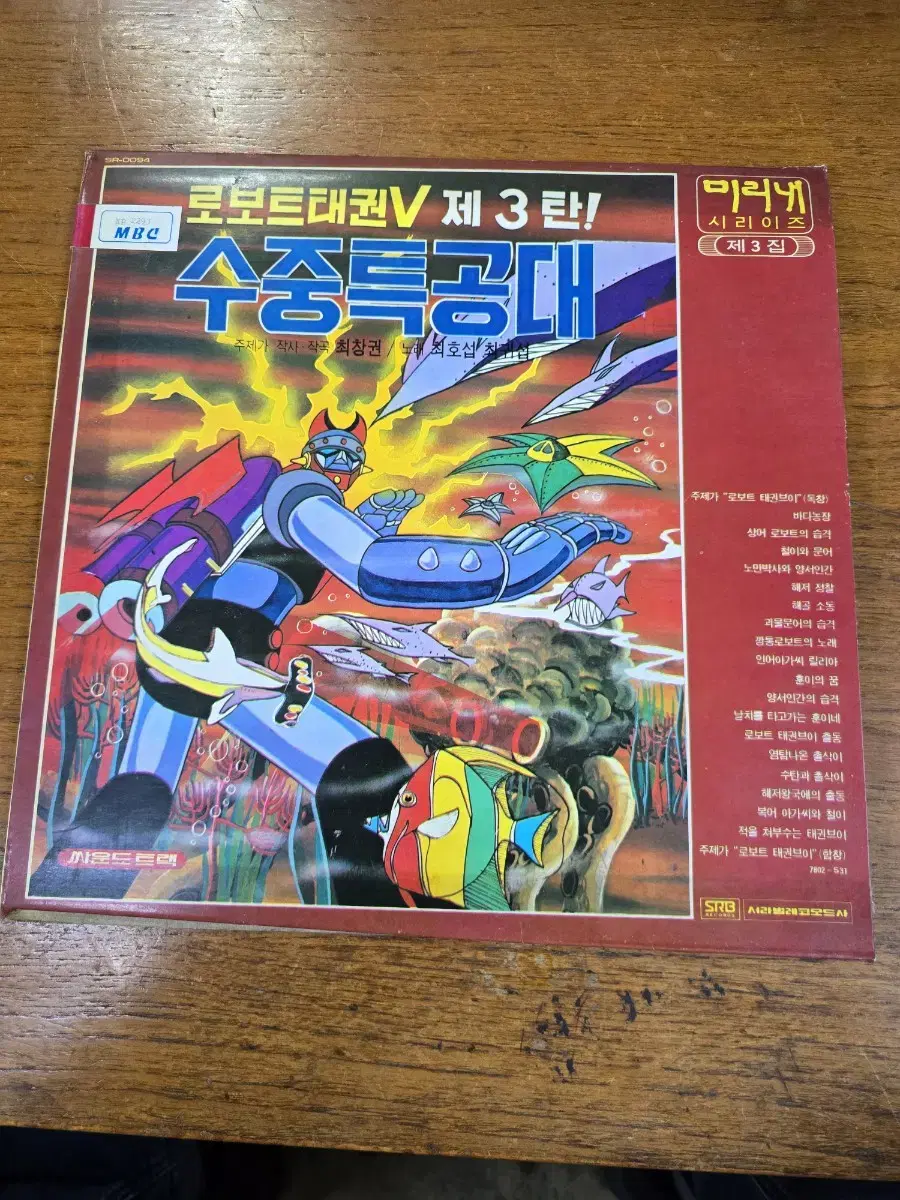 SR-0094
MBC
로보트태권V 제 3 탄!
수중특공대
주제가 작사·작곡 최창권 / 노래 최호섭 최귀섭
미리내
시리이즈
제 3 집
주제가 "로보트 태권브이" (독창)
바다농장
상어 로보트의 습격
철이와 문어
노만박사와 양서인간
해저 정찰
해골 소동
괴물문어의 습격
깡통로보트의 노래
인어아가씨 릴리아
훈이의 꿈
양서인간의 습격
날치를 타고가는 훈이네
로보트 태권브이 출동
염탐나온 출식이
수탄과 출식이
해저왕국에의 출동
복어 아가씨와 철이
적을 쳐부수는 태권브이
주제가 "로보트 태권브이" (합창)
7802-S31
싸운드트랙
SRB
RECORDS
서라벌레코오드사